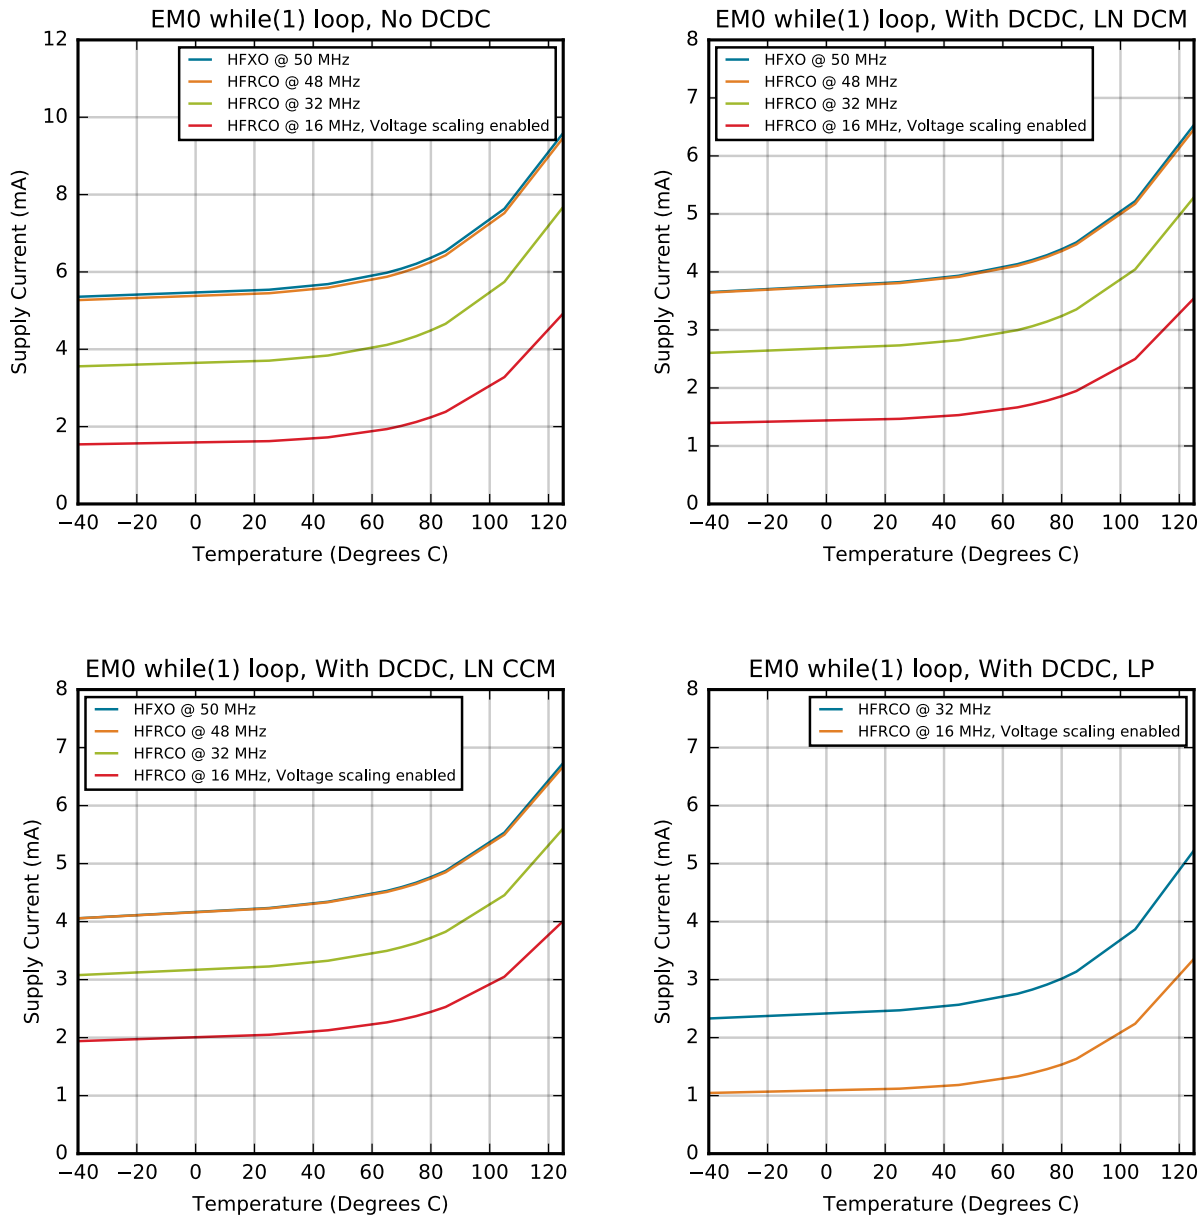 EM0 while(1) loop, No DCDC
12
10
8
6
4
2
0
Supply Current (mA)
HFXO @ 50 MHz
HFRCO @ 48 MHz
HFRCO @ 32 MHz
HFRCO @ 16 MHz, Voltage scaling enabled
−40 −20 0 20 40 60 80 100 120
Temperature (Degrees C)
EM0 while(1) loop, With DCDC, LN DCM
8
7
6
5
4
3
2
1
0
Supply Current (mA)
HFXO @ 50 MHz
HFRCO @ 48 MHz
HFRCO @ 32 MHz
HFRCO @ 16 MHz, Voltage scaling enabled
−40 −20 0 20 40 60 80 100 120
Temperature (Degrees C)
EM0 while(1) loop, With DCDC, LN CCM
8
7
6
5
4
3
2
1
0
Supply Current (mA)
HFXO @ 50 MHz
HFRCO @ 48 MHz
HFRCO @ 32 MHz
HFRCO @ 16 MHz, Voltage scaling enabled
−40 −20 0 20 40 60 80 100 120
Temperature (Degrees C)
EM0 while(1) loop, With DCDC, LP
8
7
6
5
4
3
2
1
0
Supply Current (mA)
HFRCO @ 32 MHz
HFRCO @ 16 MHz, Voltage scaling enabled
−40 −20 0 20 40 60 80 100 120
Temperature (Degrees C)